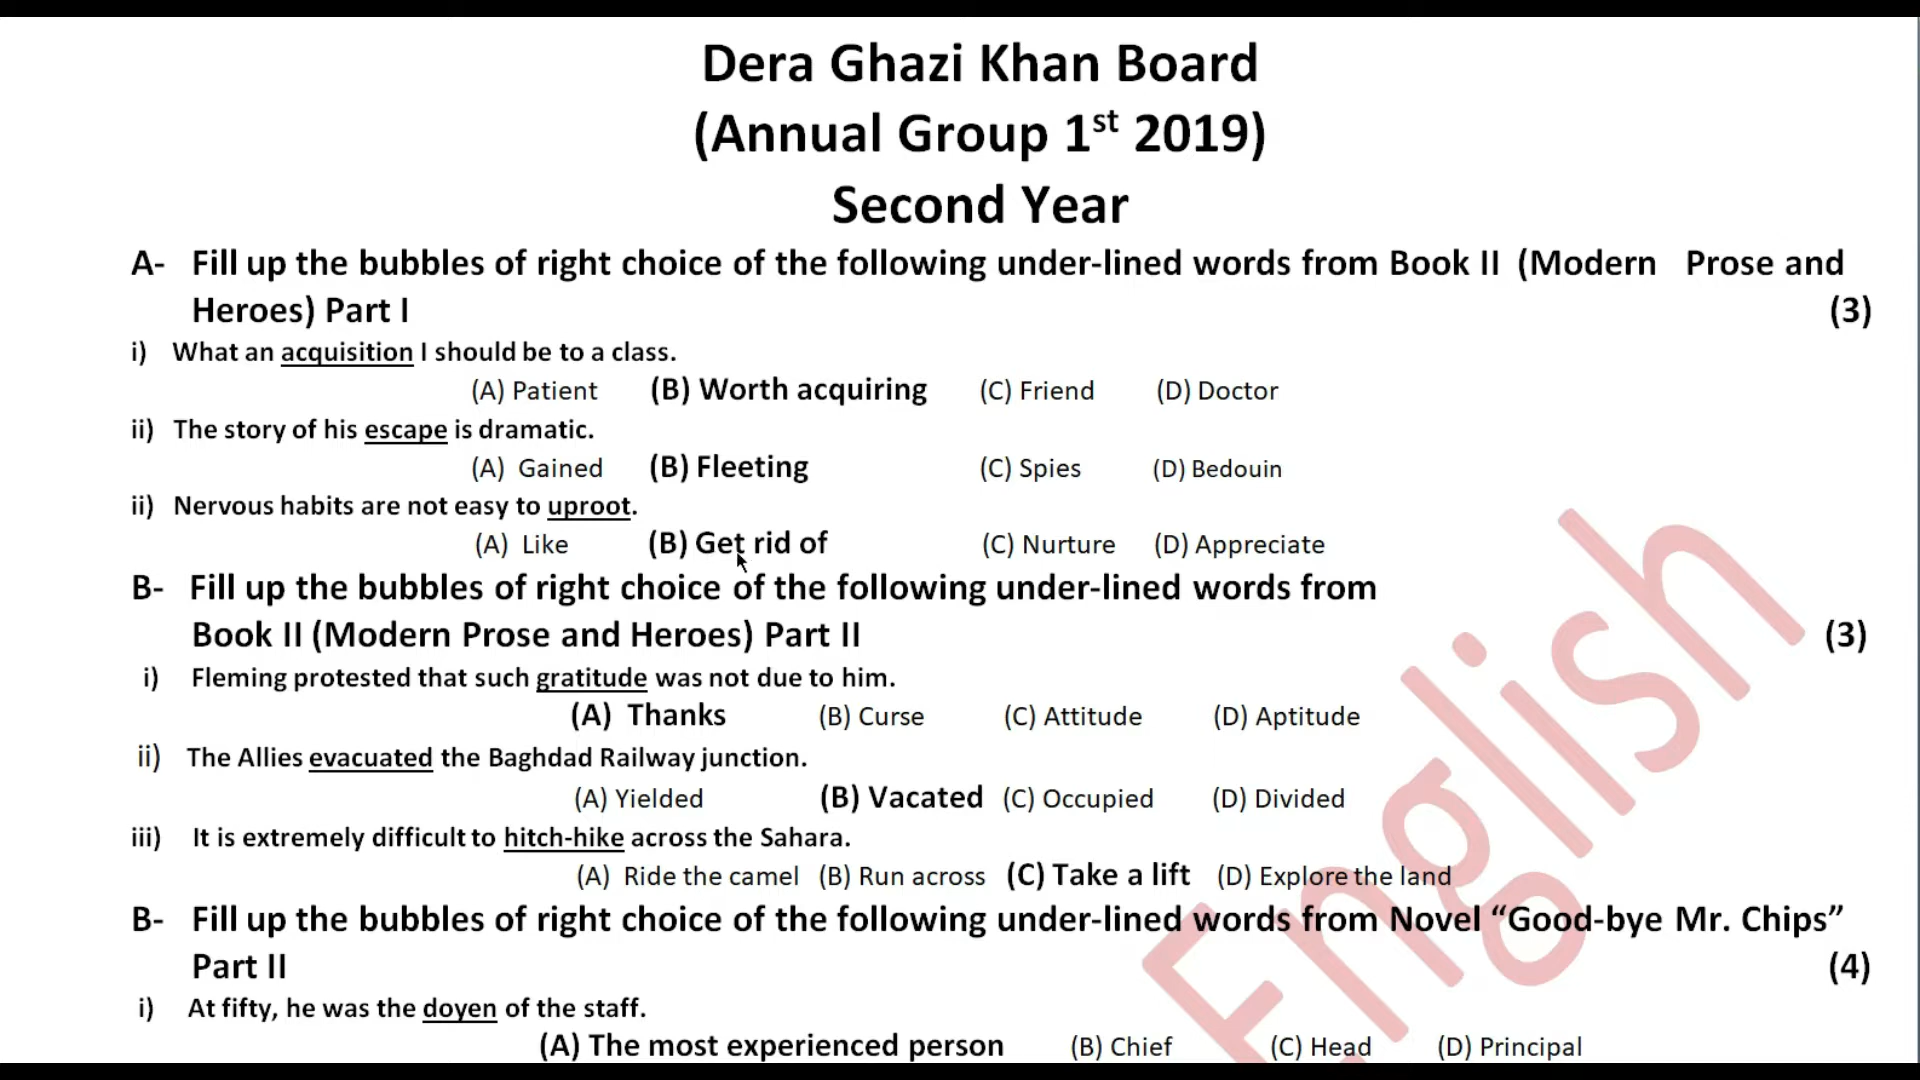 Dera Ghazi Khan Board
(Annual Group 1st 2019)
Second Year
A- Fill up the bubbles of right choice of the following under-lined words from Book II (Modern Prose and
Heroes) Part I (3)
i) What an acquisition I should be to a class.
(A) Patient (B) Worth acquiring (C) Friend (D) Doctor
ii) The story of his escape is dramatic.
(A) Gained (B) Fleeting (C) Spies (D) Bedouin
ii) Nervous habits are not easy to uproot.
(A) Like (B) Get rid of (C) Nurture (D) Appreciate
B- Fill up the bubbles of right choice of the following under-lined words from
Book II (Modern Prose and Heroes) Part II (3)
i) Fleming protested that such gratitude was not due to him.
(A) Thanks (B) Curse (C) Attitude (D) Aptitude
ii) The Allies evacuated the Baghdad Railway junction.
(A) Yielded (B) Vacated (C) Occupied (D) Divided
iii) It is extremely difficult to hitch-hike across the Sahara.
(A) Ride the camel (B) Run across (C) Take a lift (D) Explore the land
B- Fill up the bubbles of right choice of the following under-lined words from Novel “Good-bye Mr. Chips”
Part II (4)
i) At fifty, he was the doyen of the staff.
(A) The most experienced person (B) Chief (C) Head (D) Principal
English